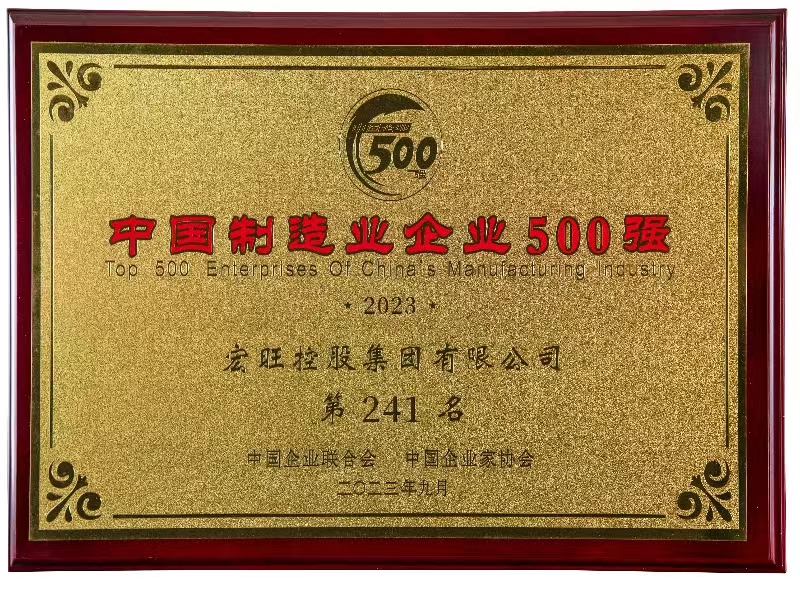 500
强
中国制造业企业500强
Top 500 Enterprises Of China's Manufacturing Industry
· 2023 ·
宏旺控股集团有限公司
第 241 名
中国企业联合会 中国企业家协会
二〇二三年九月